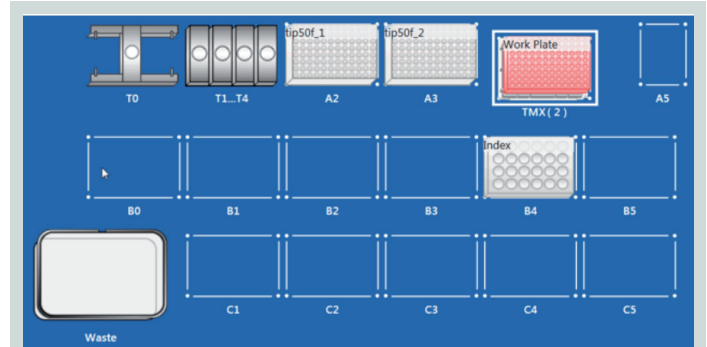 tip50f_1
tip50f_2
Work Plate
T0
T1...T4
A2
A3
TMX ( 2 )
A5
Index
B0
B1
B2
B3
B4
B5
C1
C2
C3
C4
C5
Waste